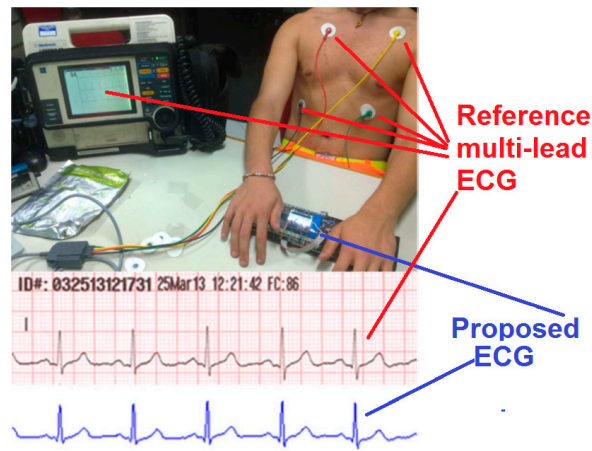 Reference
multi-lead
ECG
ID#: 032513121731 25Mar13 12:21:42 FC:86
I
Proposed
ECG